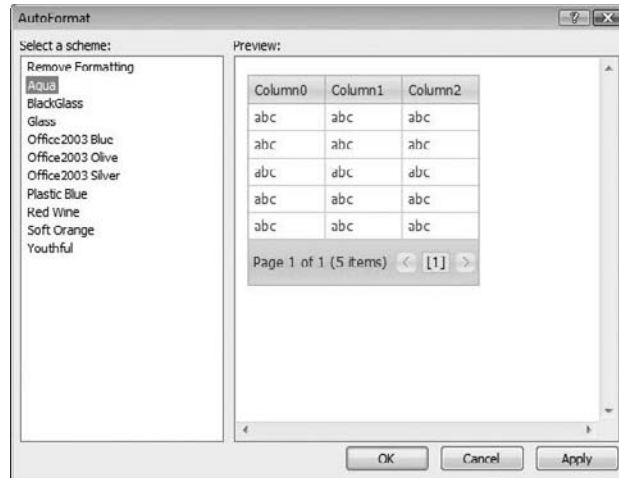 AutoFormat
Select a scheme:
Remove Formatting
Aqua
BlackGlass
Glass
Office2003 Blue
Office2003 Olive
Office2003 Silver
Plastic Blue
Red Wine
Soft Orange
Youthful
Preview:
Column0 Column1 Column2
abc abc abc
abc abc abc
abc abc abc
abc abc abc
abc abc abc
Page 1 of 1 (5 items) < [1] >
OK Cancel Apply